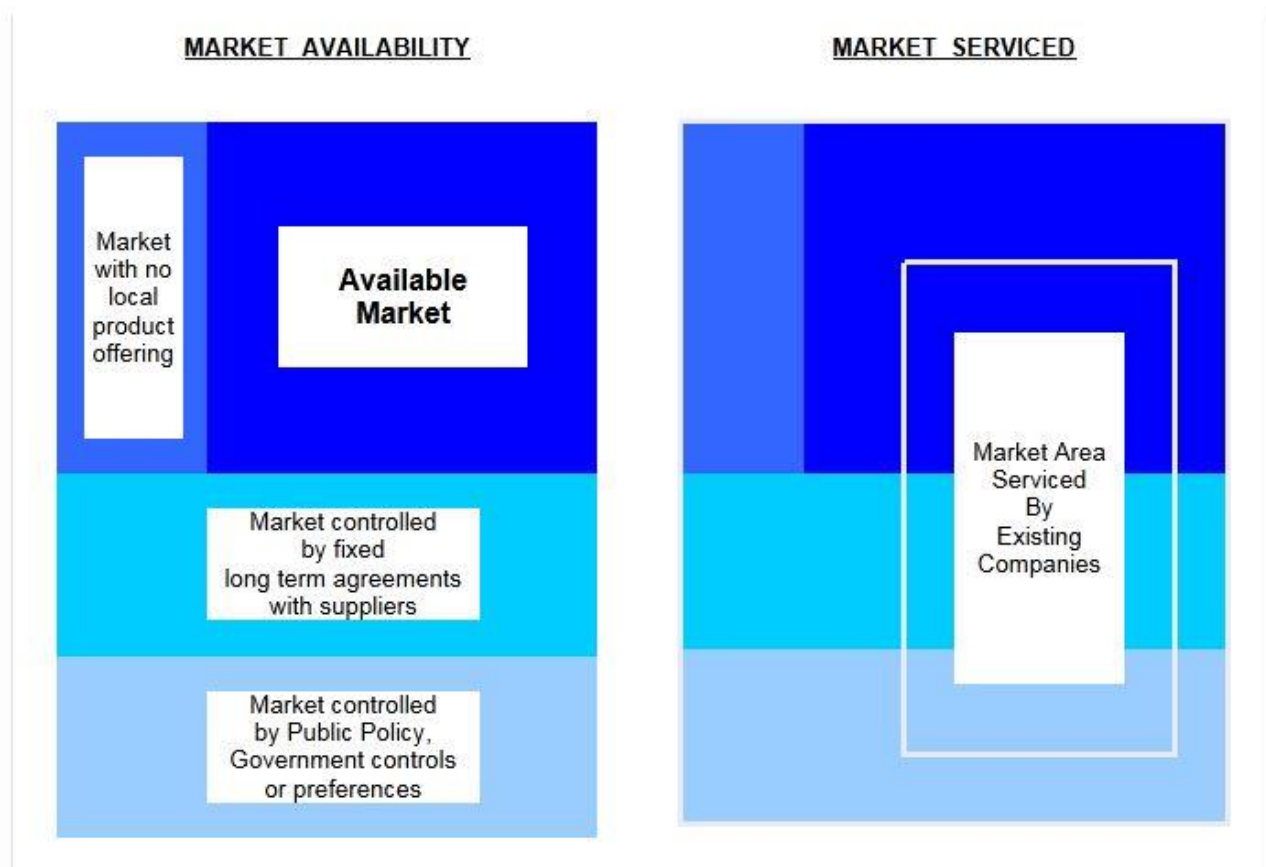 MARKET AVAILABILITY
Market
with no
local
product
offering
Available
Market
Market controlled
by fixed
long term agreements
with suppliers
Market controlled
by Public Policy,
Government controls
or preferences
MARKET SERVICED
Market Area
Serviced
By
Existing
Companies